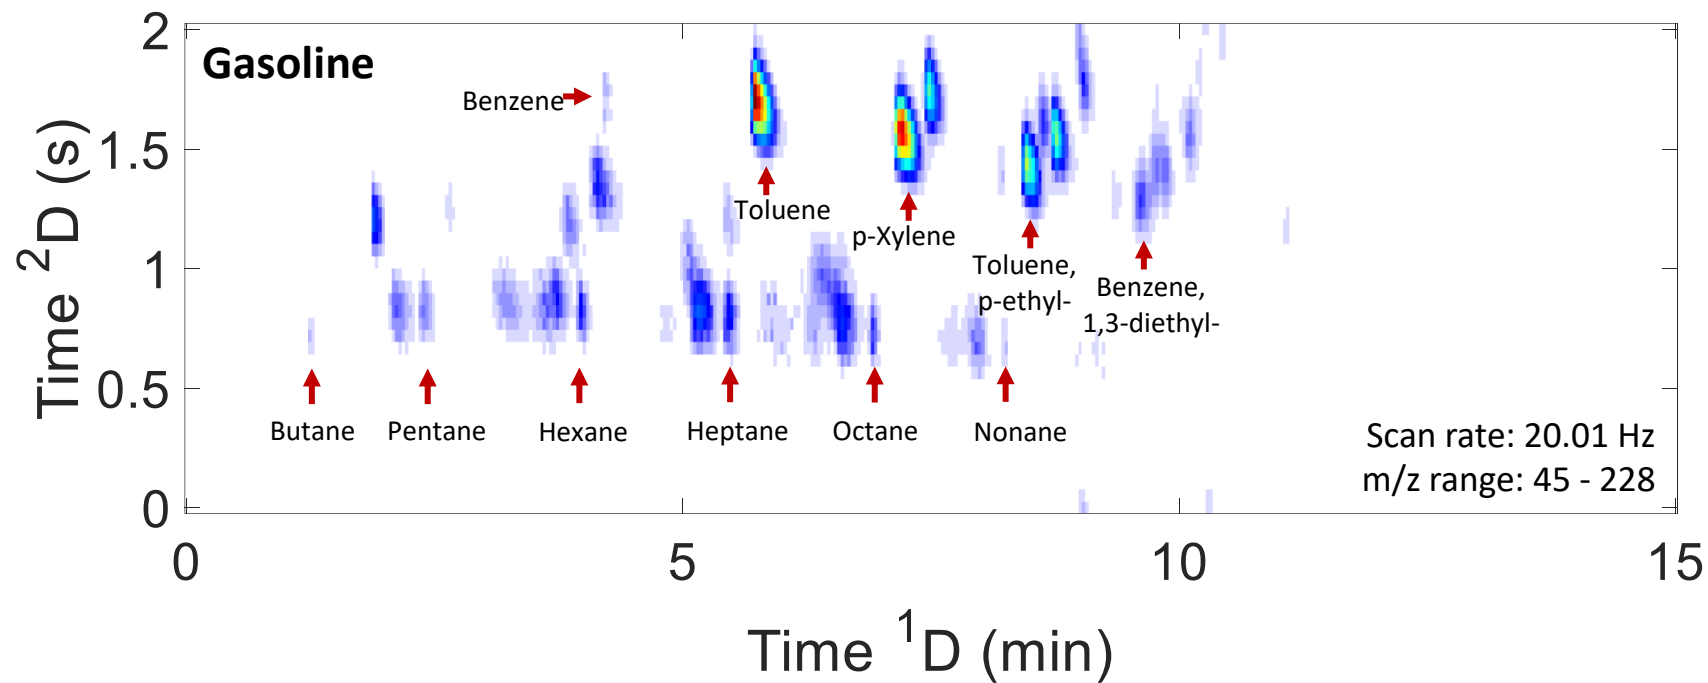 Gasoline
Benzene
Toluene
p-Xylene
Toluene,
p-ethyl-
Benzene,
1,3-diethyl-
Butane
Pentane
Hexane
Heptane
Octane
Nonane
Scan rate: 20.01 Hz
m/z range: 45 - 228
2
1.5
1
0.5
0
Time ²D (s)
0 5 10 15
Time ¹D (min)